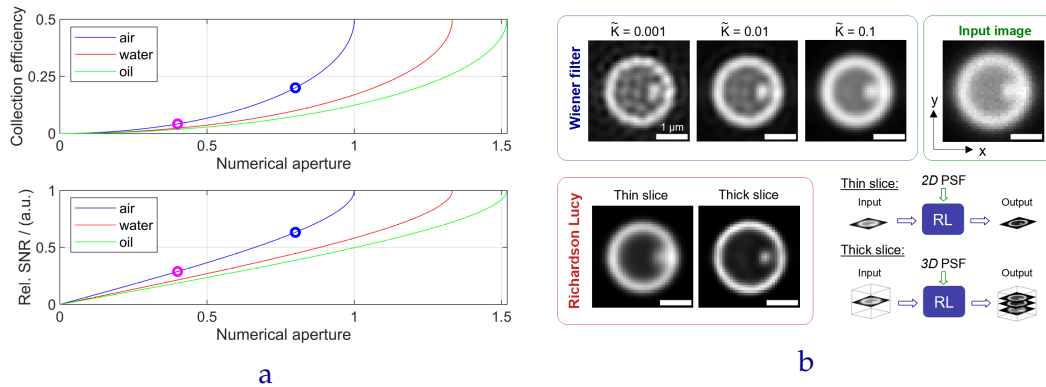 Collection efficiency
0.5
0.25
0
air
water
oil
0
0.5
1
1.5
Numerical aperture
Rel. SNR / (a.u.)
1
0.5
0
air
water
oil
0
0.5
1
1.5
Numerical aperture
a
Wiener filter
K̃ = 0.001
K̃ = 0.01
K̃ = 0.1
1 µm
Input image
y
x
Richardson Lucy
Thin slice
Thick slice
Thin slice:
2D PSF
Input
Output
RL
Thick slice:
3D PSF
Input
Output
RL
b